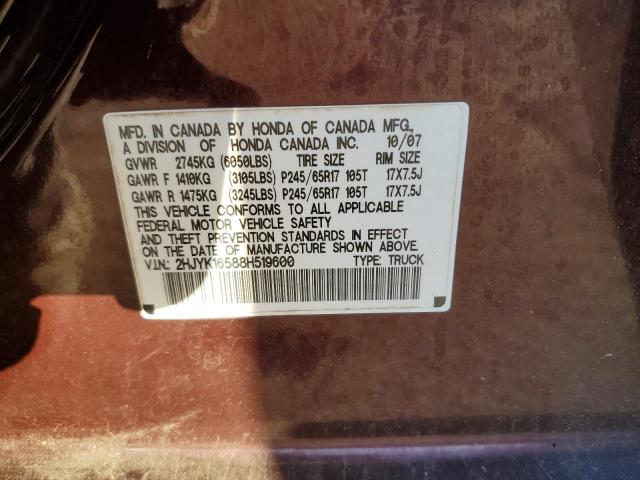 MFD. IN CANADA BY HONDA OF CANADA MFG.,
A DIVISION OF HONDA CANADA INC. 10/07
GVWR 2745KG (6050LBS) TIRE SIZE RIM SIZE
GAWR F 1410KG (3105LBS) P245/65R17 105T 17X7.5J
GAWR R 1475KG (3245LBS) P245/65R17 105T 17X7.5J
THIS VEHICLE CONFORMS TO ALL APPLICABLE
FEDERAL MOTOR VEHICLE SAFETY
AND THEFT PREVENTION STANDARDS IN EFFECT
ON THE DATE OF MANUFACTURE SHOWN ABOVE.
V.I.N: 2HJYK16588H519600 TYPE: TRUCK